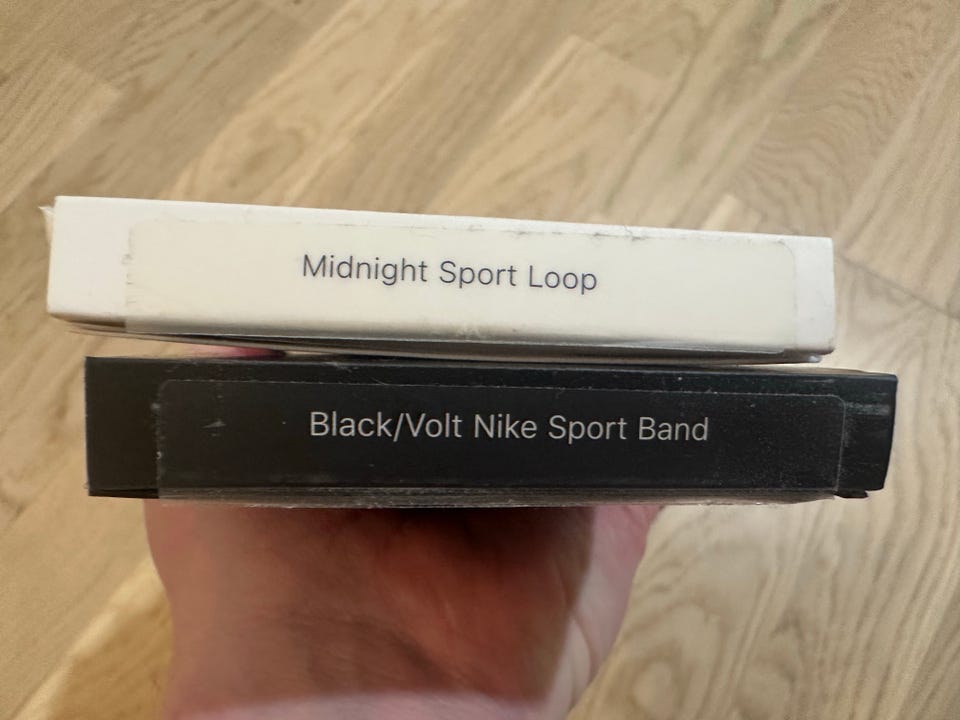 Midnight Sport Loop
Black/Volt Nike Sport Band